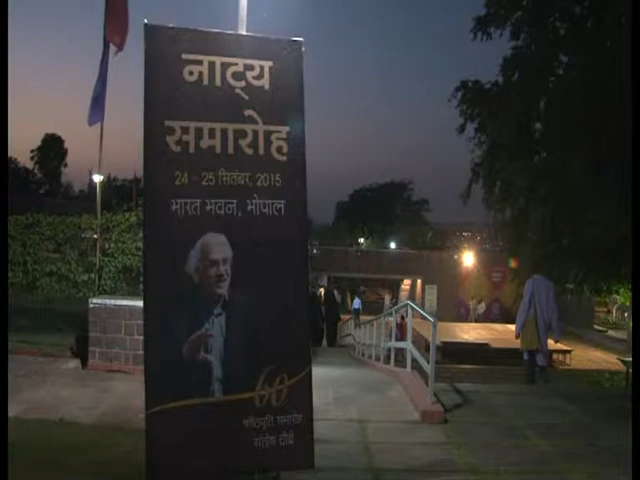 नाट्य
समारोह
24 - 25 सितंबर, 2015
भारत भवन, भोपाल
60
षष्ठिपूर्ति समारोह
संतोष चौबे